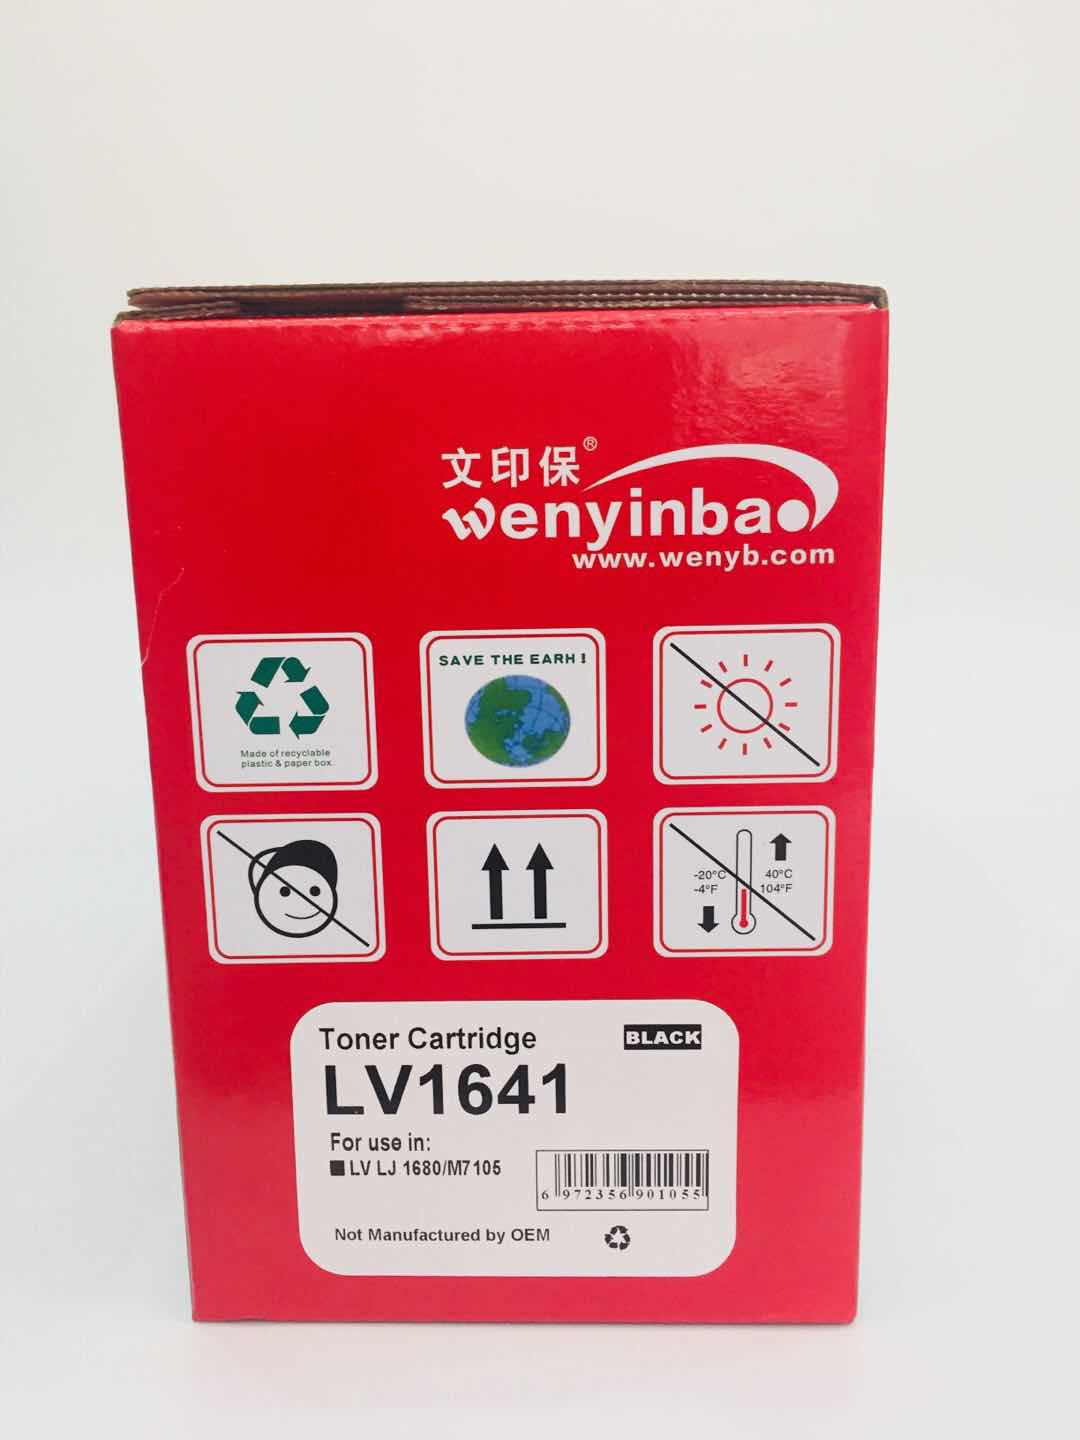 文印保®
wenyinbao
www.wenyb.com
SAVE THE EARH !
Made of recyclable
plastic & paper box.
-20°C
-4°F
40°C
104°F
Toner Cartridge
BLACK
LV1641
For use in:
LV LJ 1680/M7105
6 972356 901055
Not Manufactured by OEM